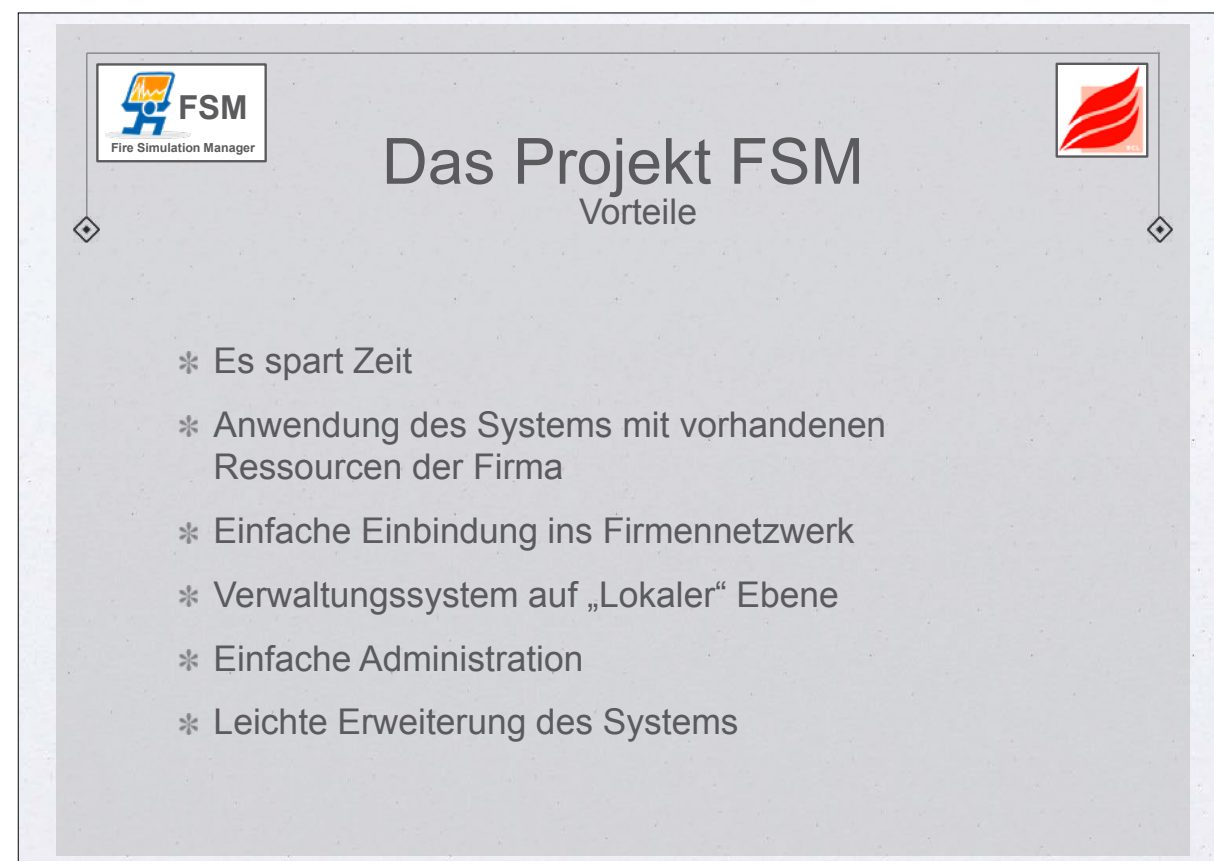 FSM
Fire Simulation Manager
Das Projekt FSM
Vorteile
Es spart Zeit
Anwendung des Systems mit vorhandenen
Ressourcen der Firma
Einfache Einbindung ins Firmennetzwerk
Verwaltungssystem auf „Lokaler“ Ebene
Einfache Administration
Leichte Erweiterung des Systems